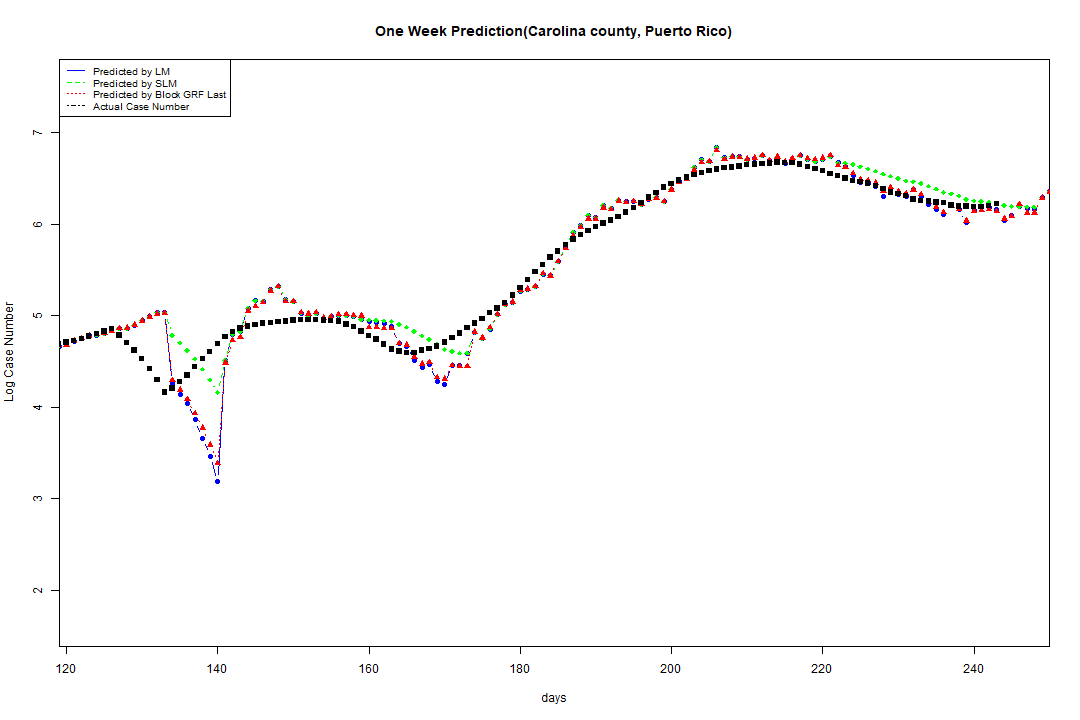 One Week Prediction(Carolina county, Puerto Rico)
Predicted by LM
Predicted by SLM
Predicted by Block GRF Last
Actual Case Number
7
6
5
4
3
2
Log Case Number
120 140 160 180 200 220 240
days